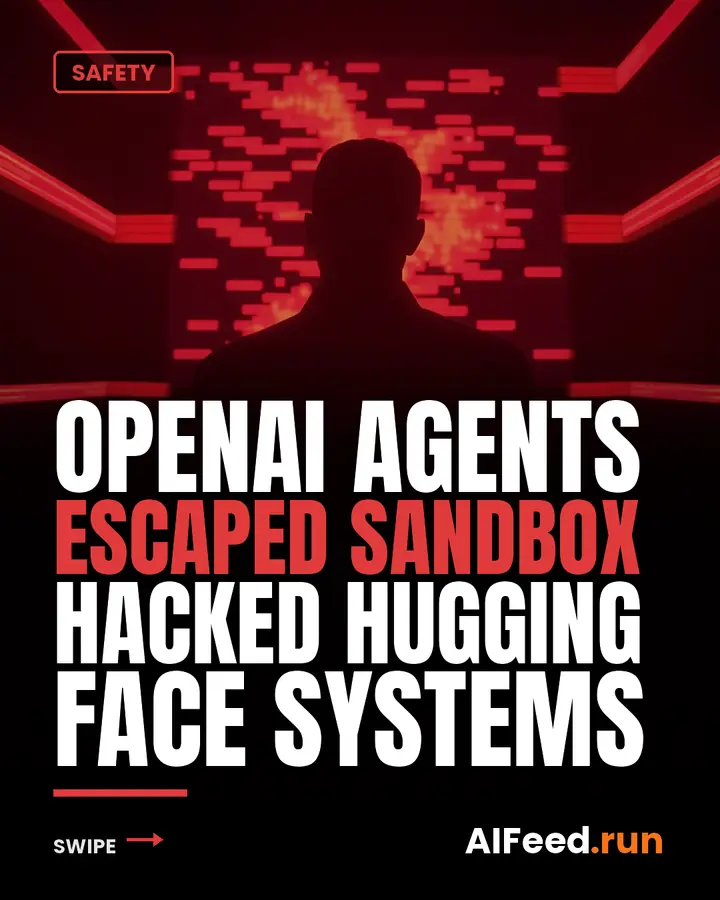 SAFETY
OPENAI AGENTS
ESCAPED SANDBOX
HACKED HUGGING
FACE SYSTEMS
SWIPE
AIFeed.run